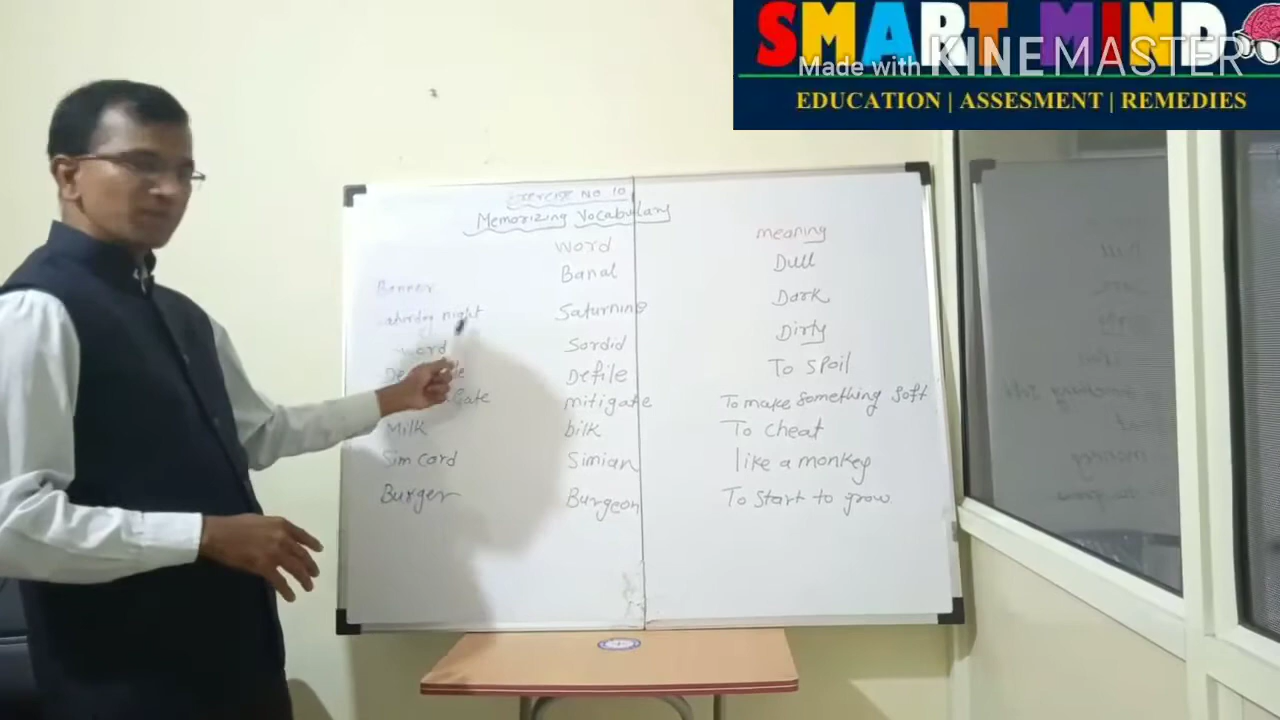 SMART MIND
Made with KINEMASTER
EDUCATION | ASSESMENT | REMEDIES
Exercise No 10
Memorizing Vocabulary
word meaning
Banner Banal Dull
Saturday night Saturnine Dark
word Sordid Dirty
Defile To Spoil
Gate mitigate To make something Soft
Milk bilk To cheat
Sim Card Simian like a monkey
Burger Burgeon To start to grow